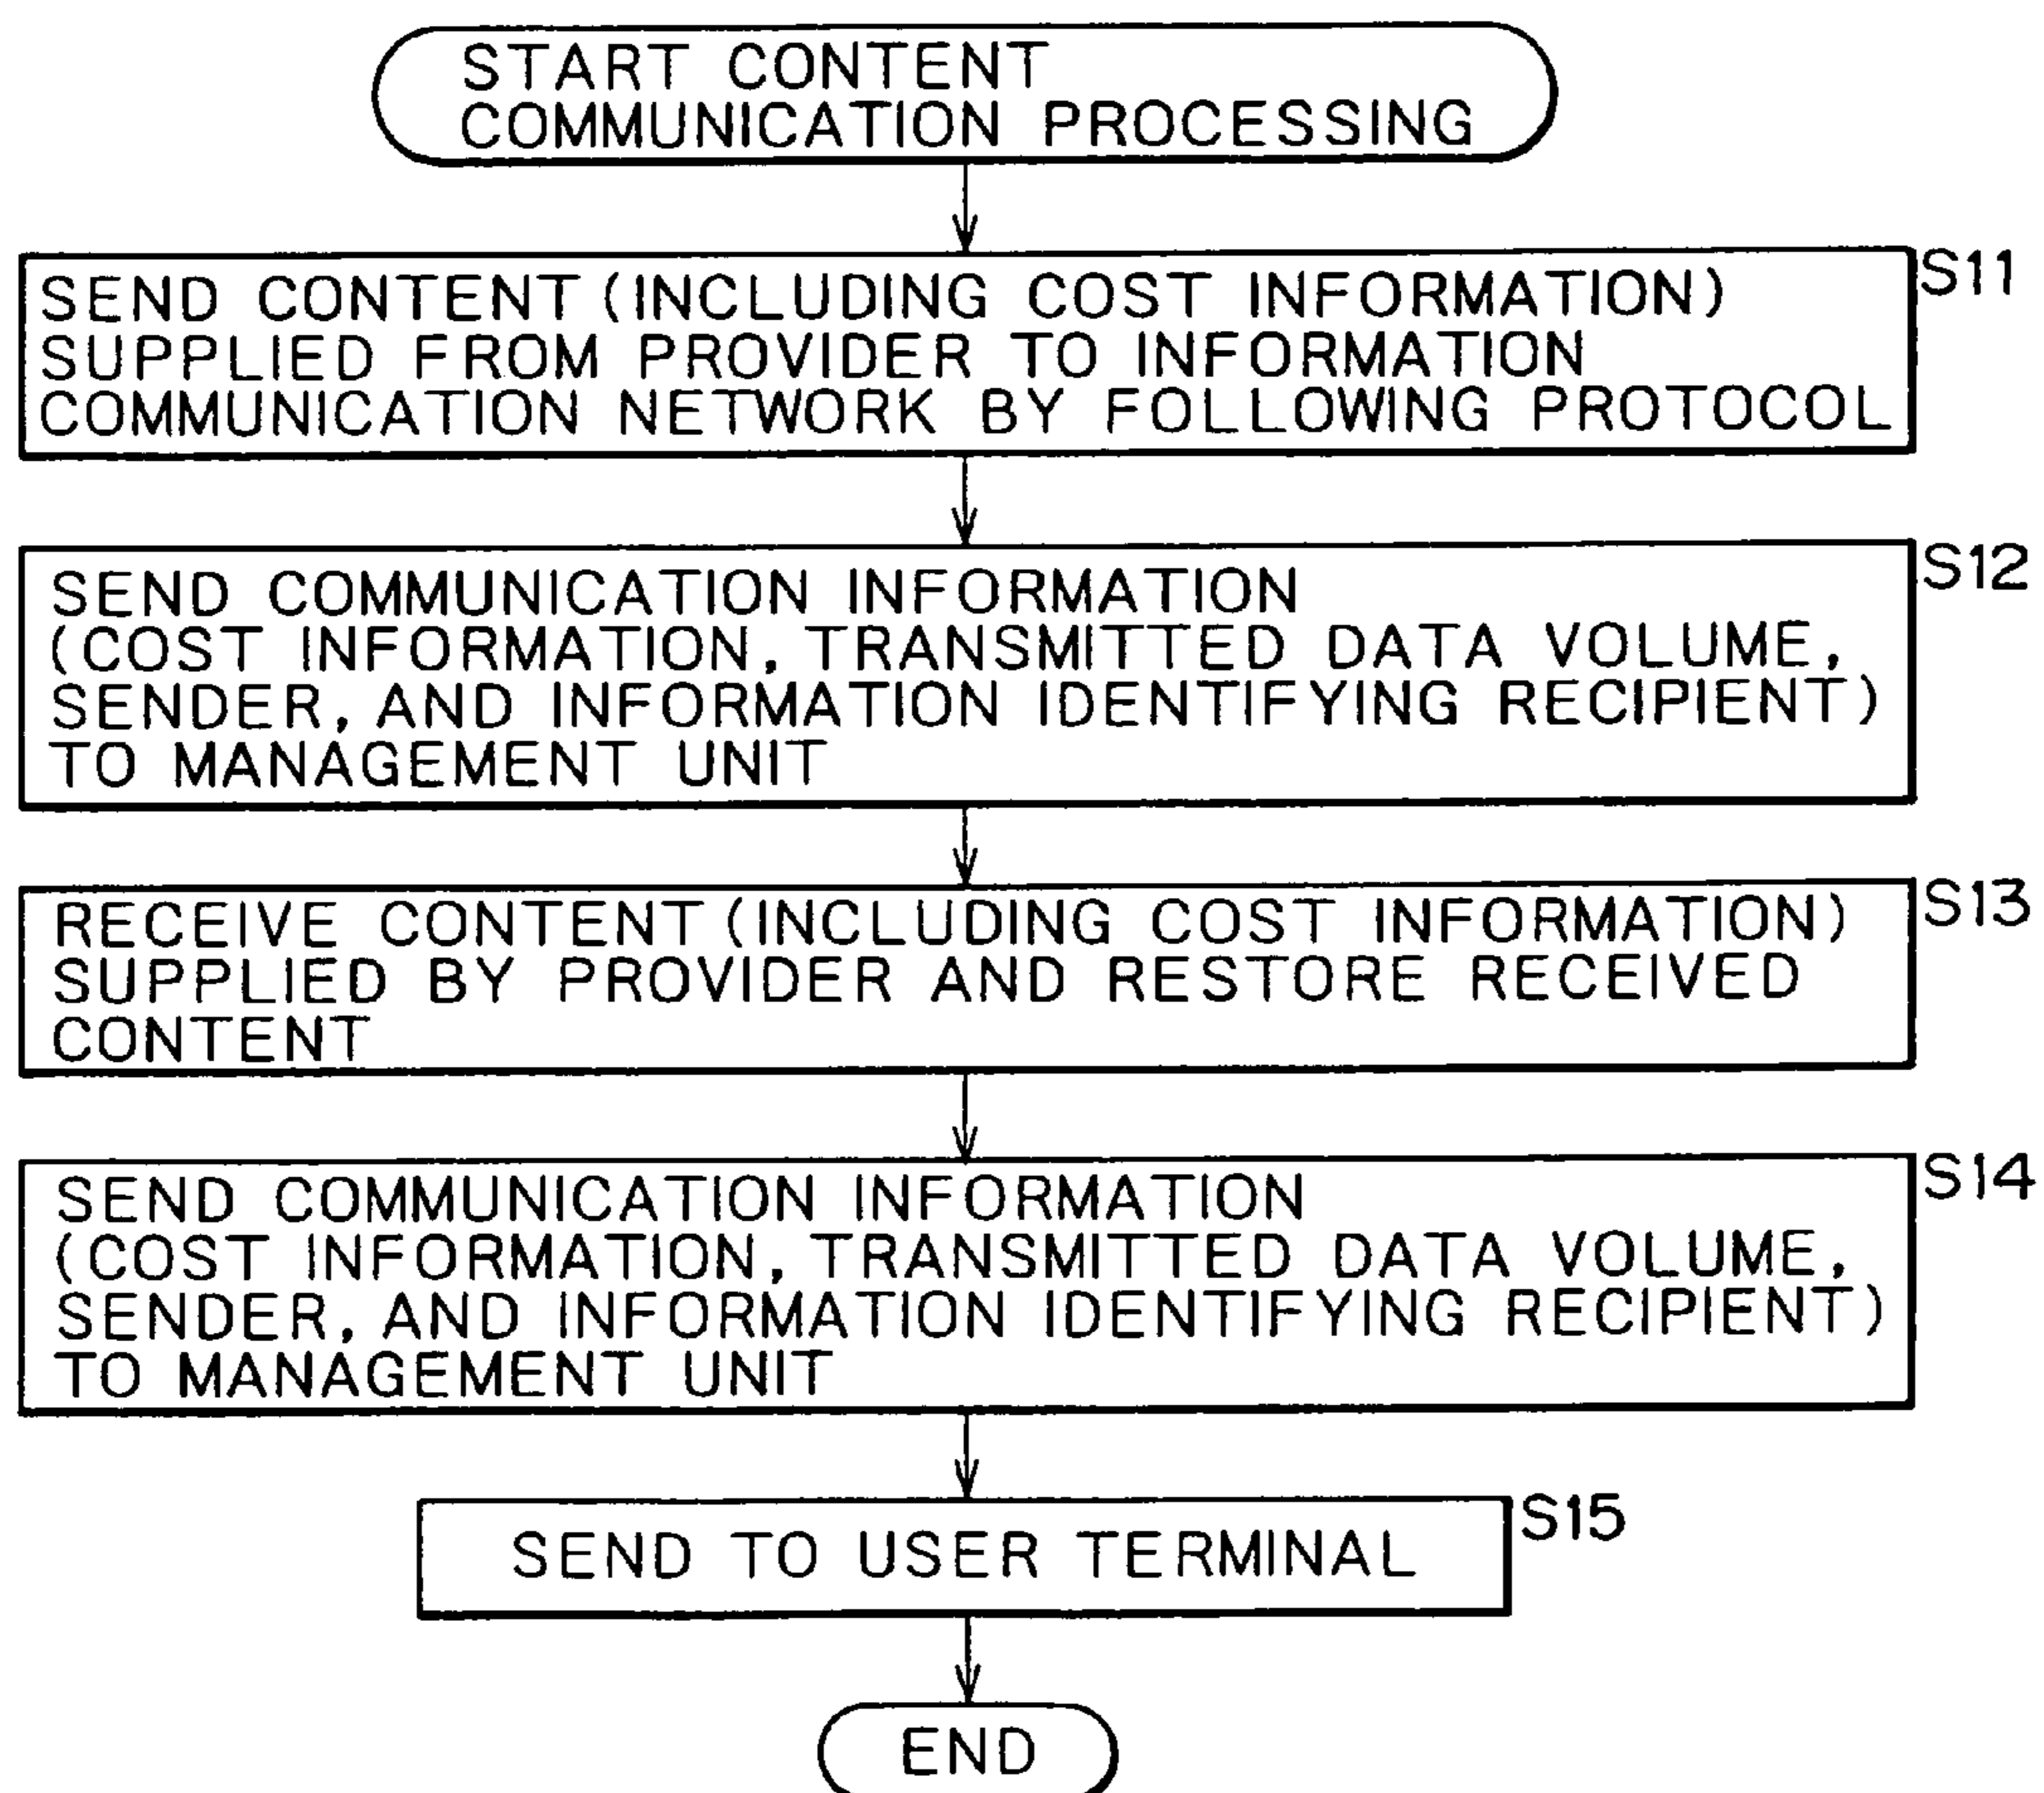 START CONTENT
COMMUNICATION PROCESSING
SEND CONTENT (INCLUDING COST INFORMATION)
SUPPLIED FROM PROVIDER TO INFORMATION
COMMUNICATION NETWORK BY FOLLOWING PROTOCOL
S11
SEND COMMUNICATION INFORMATION
(COST INFORMATION, TRANSMITTED DATA VOLUME,
SENDER, AND INFORMATION IDENTIFYING RECIPIENT)
TO MANAGEMENT UNIT
S12
RECEIVE CONTENT (INCLUDING COST INFORMATION)
SUPPLIED BY PROVIDER AND RESTORE RECEIVED
CONTENT
S13
SEND COMMUNICATION INFORMATION
(COST INFORMATION, TRANSMITTED DATA VOLUME,
SENDER, AND INFORMATION IDENTIFYING RECIPIENT)
TO MANAGEMENT UNIT
S14
SEND TO USER TERMINAL
S15
END